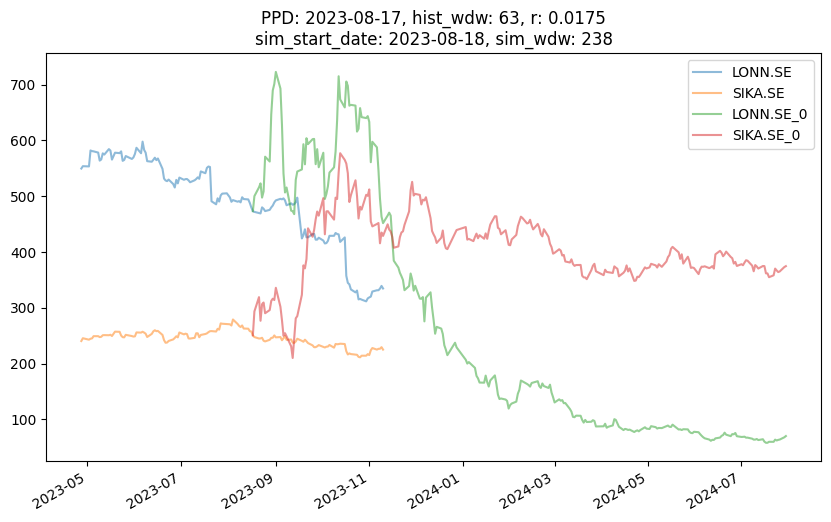 PPD: 2023-08-17, hist_wdw: 63, r: 0.0175
sim_start_date: 2023-08-18, sim_wdw: 238
LONN.SE
SIKA.SE
LONN.SE_0
SIKA.SE_0
700
600
500
400
300
200
100
2023-05
2023-07
2023-09
2023-11
2024-01
2024-03
2024-05
2024-07